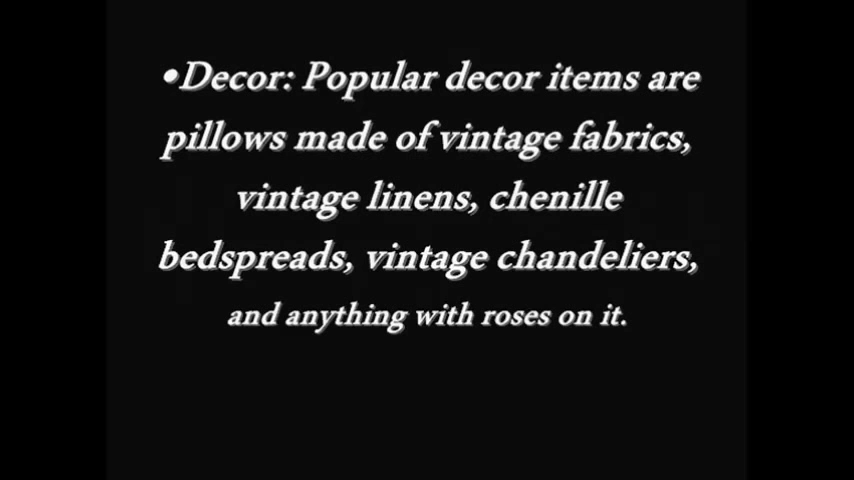 •Decor: Popular decor items are
pillows made of vintage fabrics,
vintage linens, chenille
bedspreads, vintage chandeliers,
and anything with roses on it.